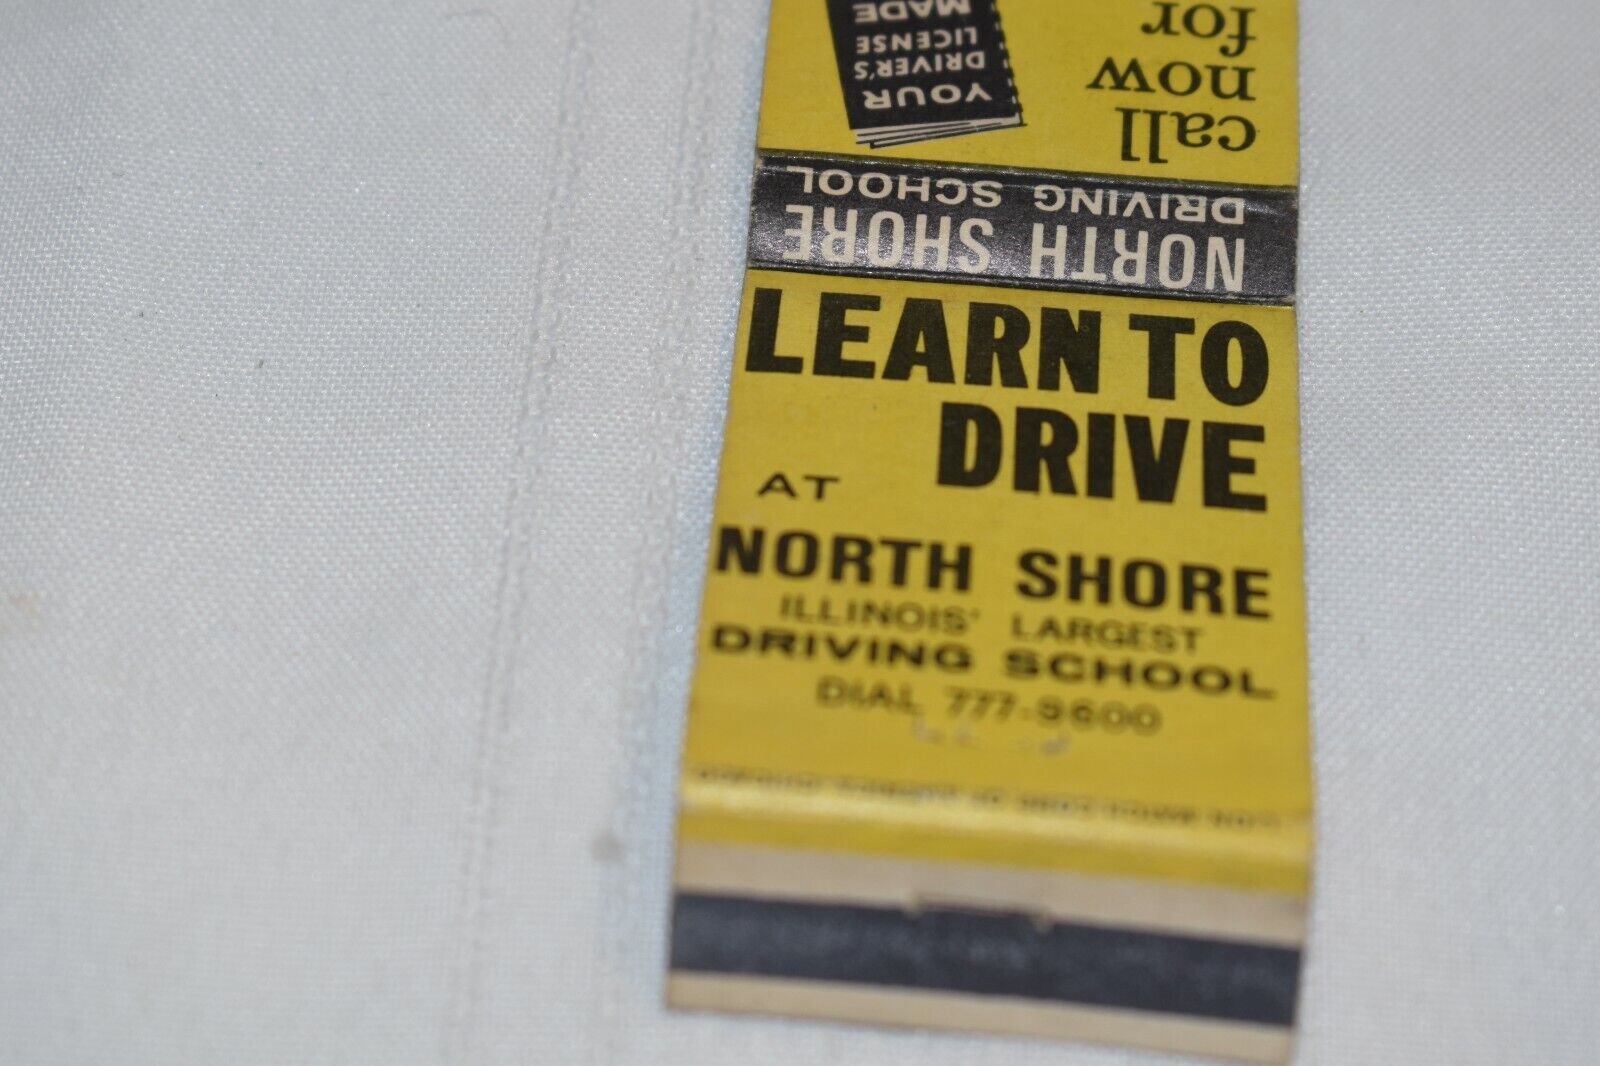 call
now
for
YOUR
DRIVER'S
LICENSE
MADE
NORTH SHORE
DRIVING SCHOOL
LEARN TO
DRIVE
AT
NORTH SHORE
ILLINOIS' LARGEST
DRIVING SCHOOL
DIAL 777-9600